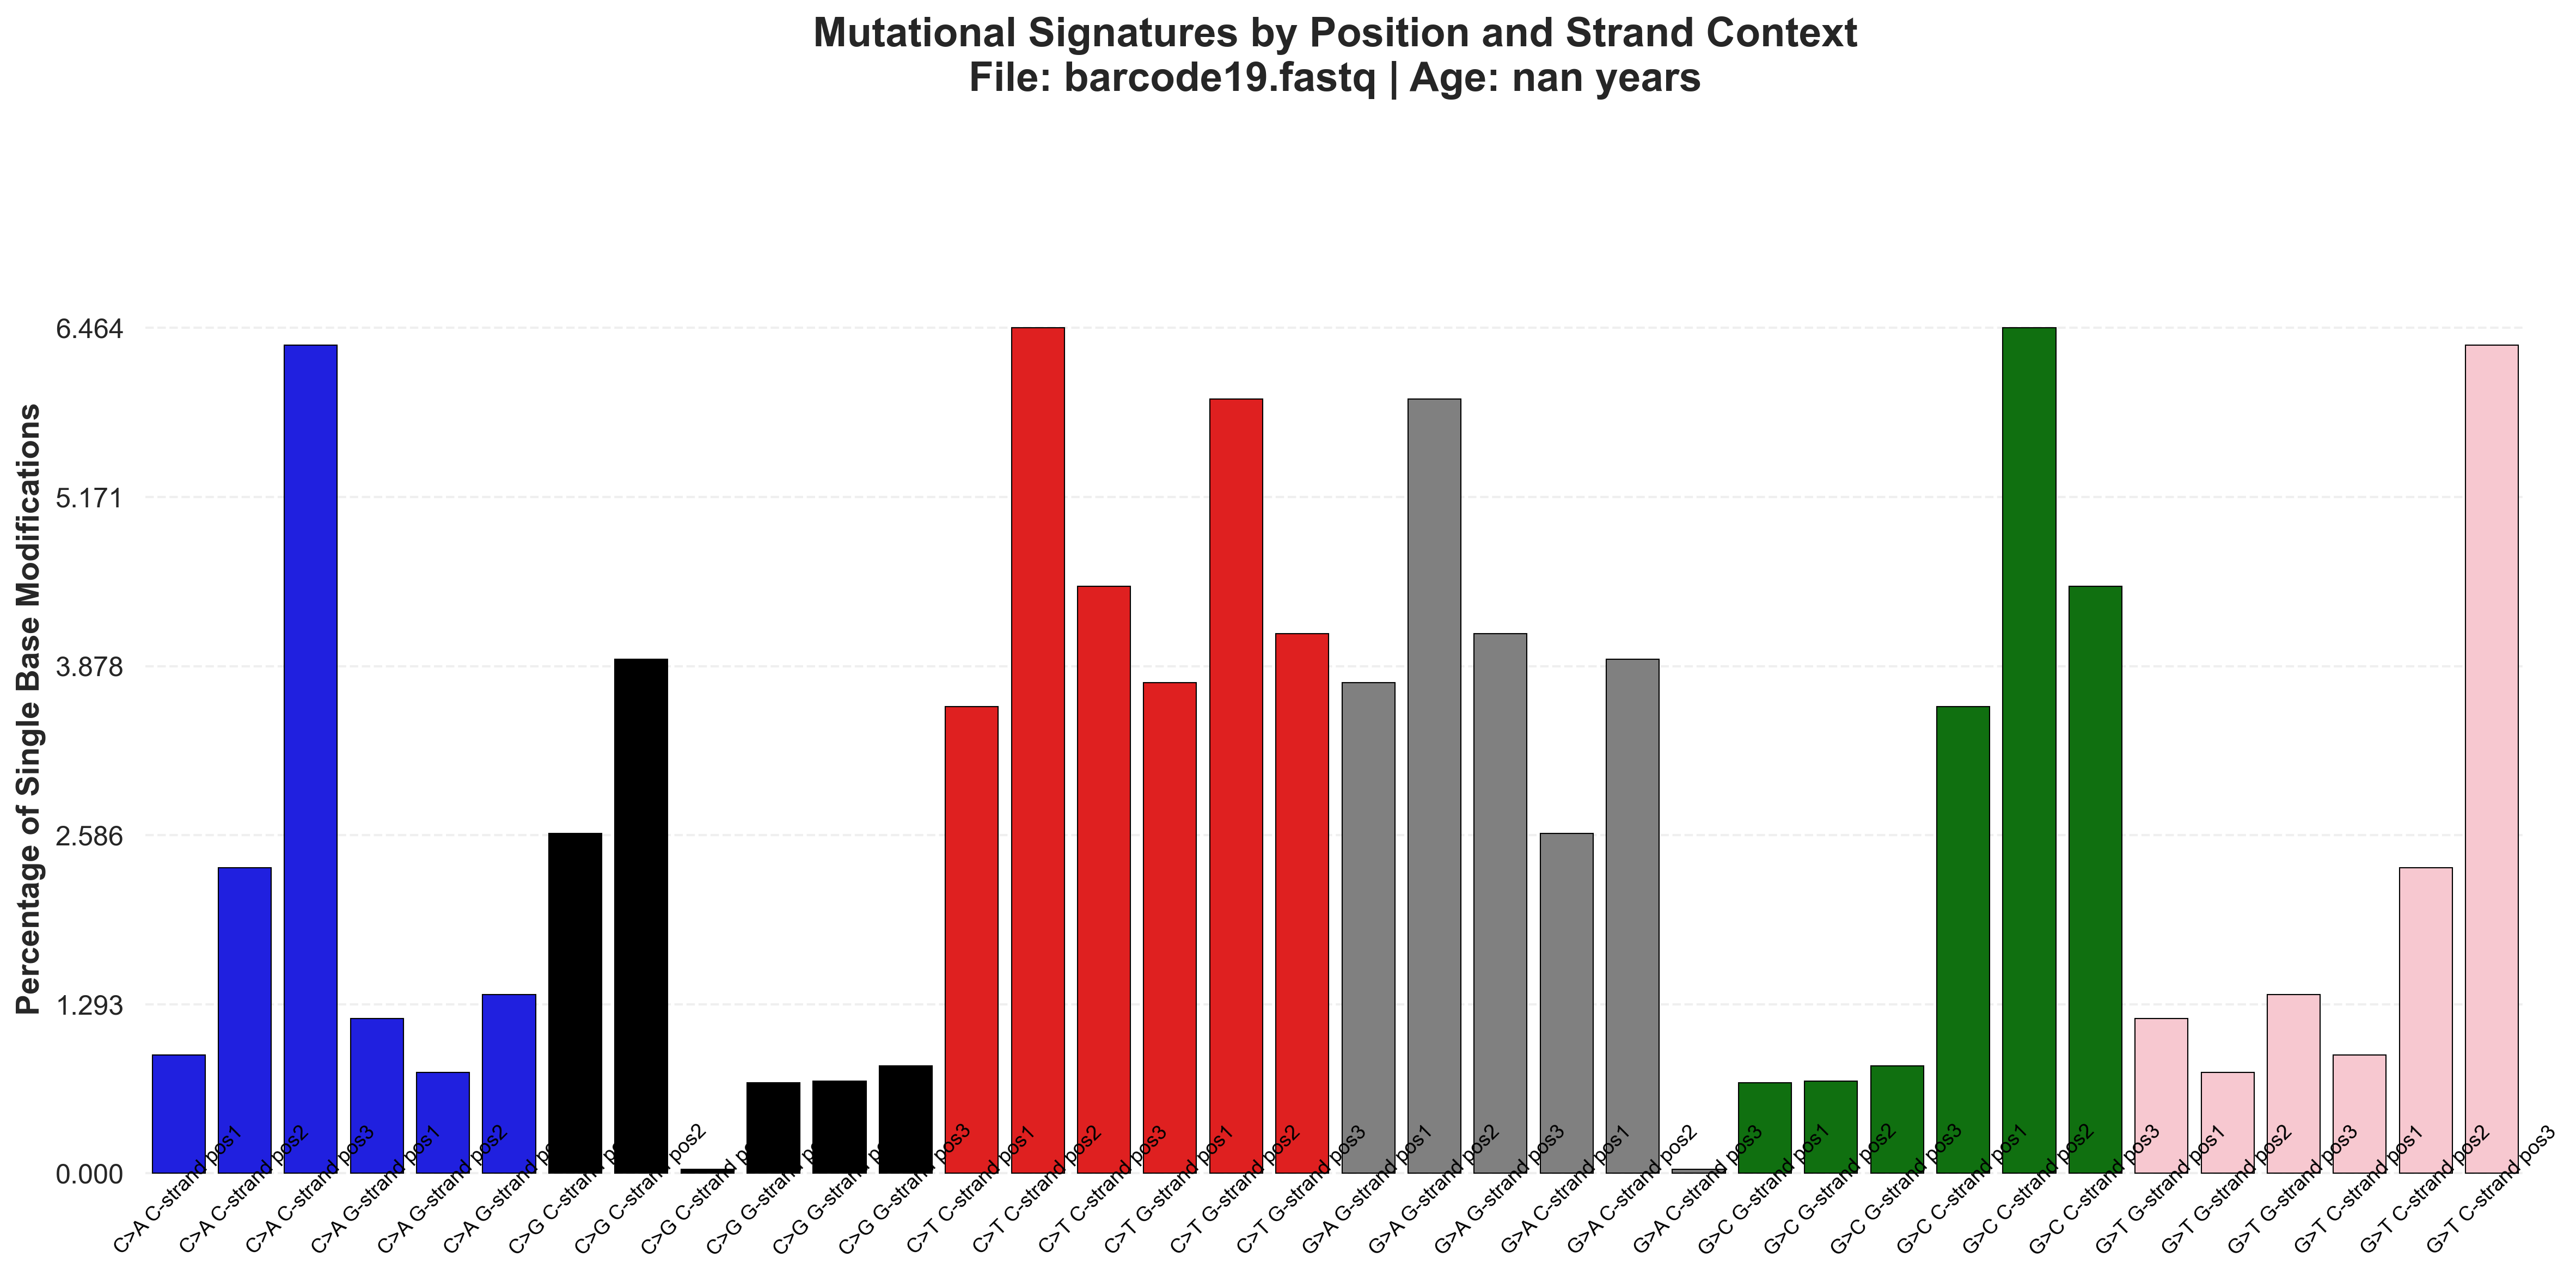 Mutational Signatures by Position and Strand Context
File: barcode19.fastq | Age: nan years
Percentage of Single Base Modifications
6.464
5.171
3.878
2.586
1.293
0.000
C>A C-strand pos1
C>A C-strand pos2
C>A C-strand pos3
C>A G-strand pos1
C>A G-strand pos2
C>A G-strand po
C>G C-strand p
C>G C-strand pos2
C>G C-strand po
C>G G-strand p
C>G G-strand p
C>G G-strand pos3
C>T C-strand pos1
C>T C-strand pos2
C>T C-strand pos3
C>T G-strand pos1
C>T G-strand pos2
C>T G-strand pos3
G>A G-strand pos1
G>A G-strand pos2
G>A G-strand pos3
G>A C-strand pos1
G>A C-strand pos2
G>A C-strand pos3
G>C G-strand pos1
G>C G-strand pos2
G>C G-strand pos3
G>C C-strand pos1
G>C C-strand pos2
G>C C-strand pos3
G>T G-strand pos1
G>T G-strand pos2
G>T G-strand pos3
G>T C-strand pos1
G>T C-strand pos2
G>T C-strand pos3